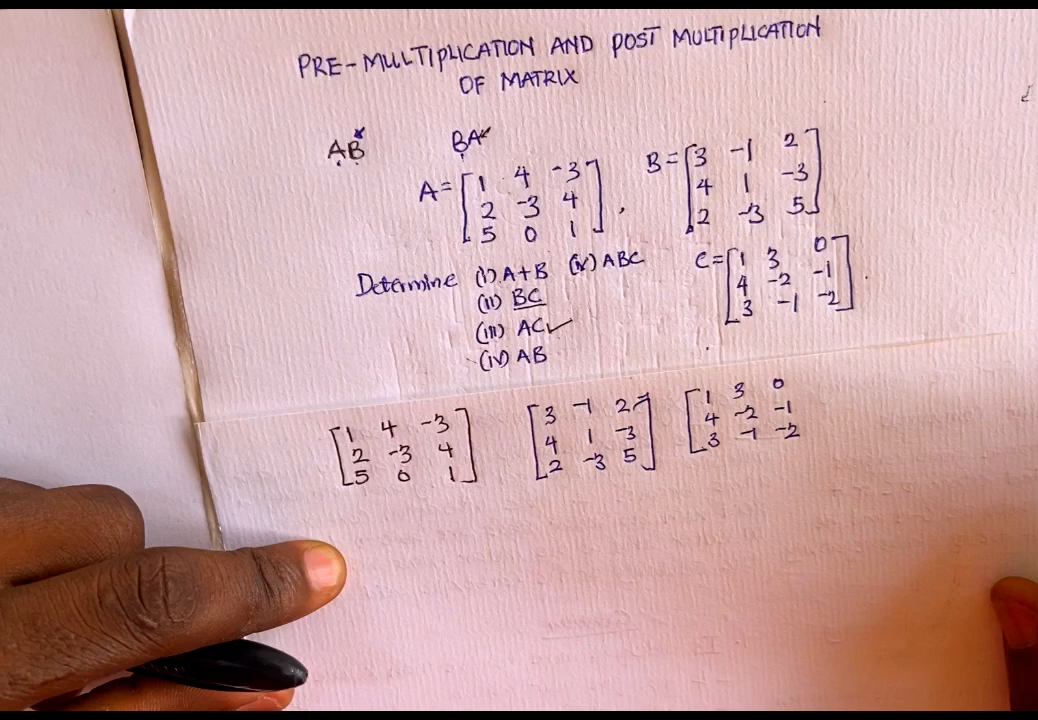 PRE-MULTIPLICATION AND POST MULTIPLICATION
OF MATRIX
AB BA
A = [1 4 -3
2 -3 4
5 0 1],
B = [3 -1 2
4 1 -3
2 -3 5]
C = [1 3 0
4 -2 -1
3 -1 -2].
Determine (i) A+B (iv) ABC
(ii) BC
(iii) AC ✓
(iv) AB
[1 4 -3 [3 -1 2 [1 3 0
2 -3 4 4 1 -3 4 -2 -1
5 0 1] 2 -3 5] 3 -1 -2